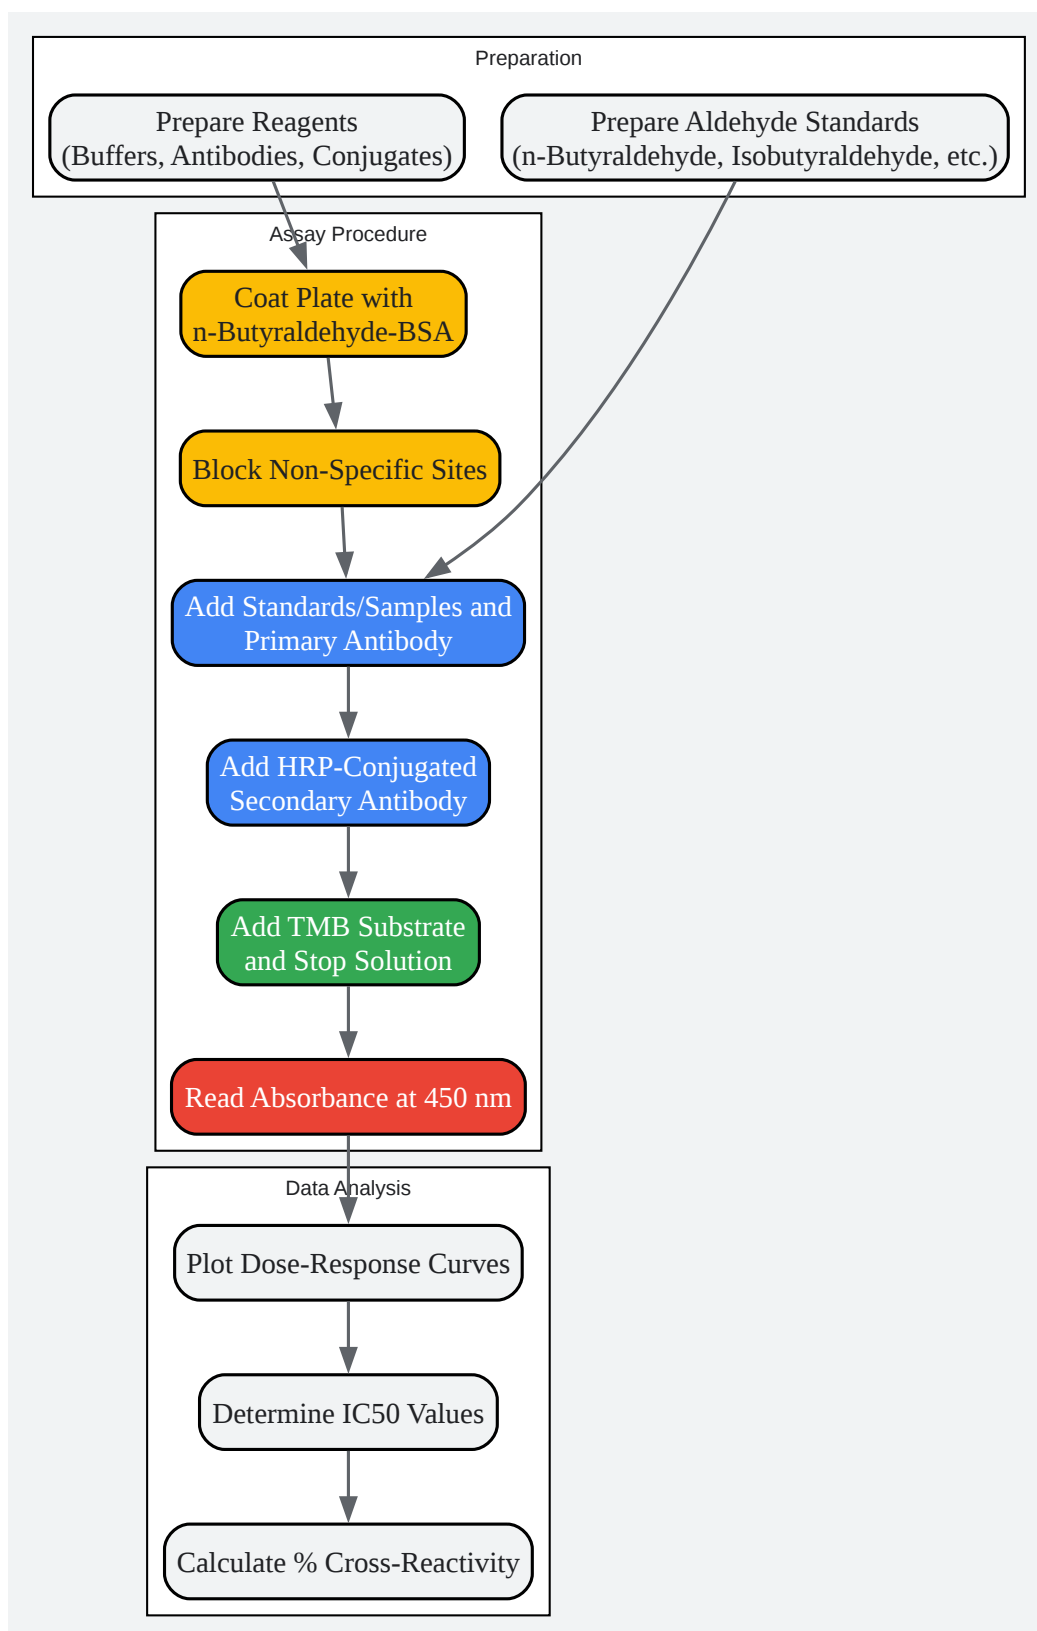 Preparation
Prepare Reagents
(Buffers, Antibodies, Conjugates)
Prepare Aldehyde Standards
(n-Butyraldehyde, Isobutyraldehyde, etc.)
Assay Procedure
Coat Plate with
n-Butyraldehyde-BSA
Block Non-Specific Sites
Add Standards/Samples and
Primary Antibody
Add HRP-Conjugated
Secondary Antibody
Add TMB Substrate
and Stop Solution
Read Absorbance at 450 nm
Data Analysis
Plot Dose-Response Curves
Determine IC50 Values
Calculate % Cross-Reactivity